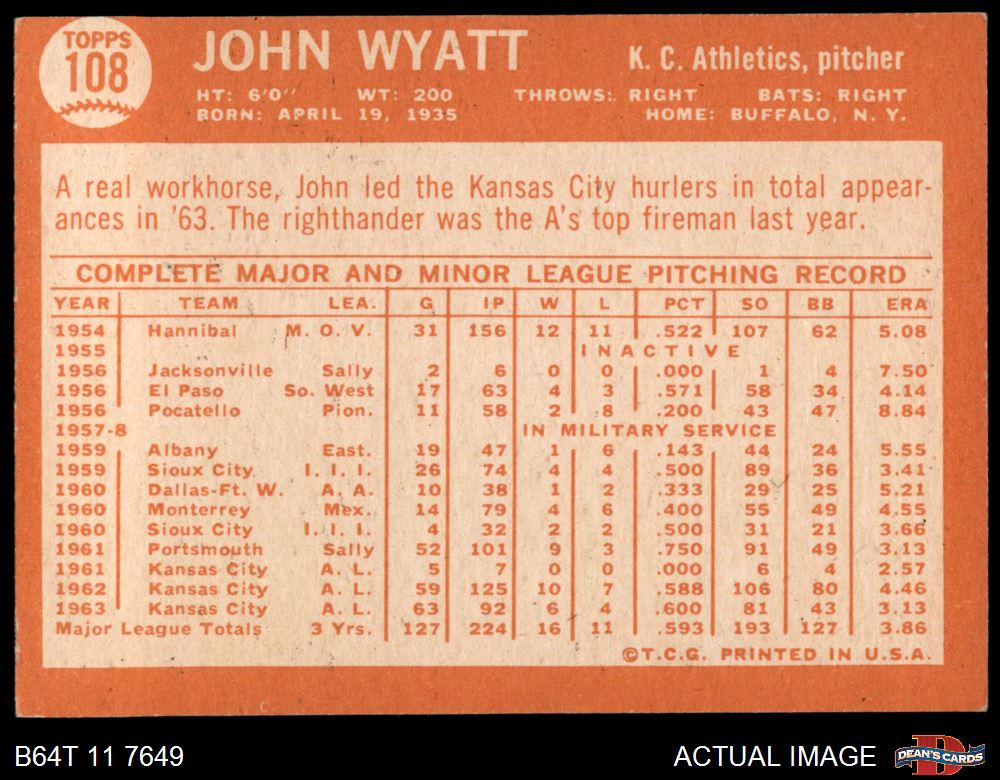 TOPPS
108
JOHN WYATT
K. C. Athletics, pitcher
HT: 6'0" WT: 200 THROWS: RIGHT BATS: RIGHT
BORN: APRIL 19, 1935 HOME: BUFFALO, N. Y.
A real workhorse, John led the Kansas City hurlers in total appear-
ances in '63. The righthander was the A's top fireman last year.
COMPLETE MAJOR AND MINOR LEAGUE PITCHING RECORD
YEAR TEAM LEA. G IP W L PCT SO BB ERA
1954 Hannibal M. O. V. 31 156 12 11 .522 107 62 5.08
1955 INACTIVE
1956 Jacksonville Sally 2 6 0 0 .000 1 4 7.50
1956 El Paso So. West 17 63 4 3 .571 58 34 4.14
1956 Pocatello Pion. 11 58 2 8 .200 43 47 8.84
1957-8 IN MILITARY SERVICE
1959 Albany East. 19 47 1 6 .143 44 24 5.55
1959 Sioux City I. I. I. 26 74 4 4 .500 89 36 3.41
1960 Dallas-Ft. W. A. A. 10 38 1 2 .333 29 25 5.21
1960 Monterrey Mex. 14 79 4 6 .400 55 49 4.55
1960 Sioux City I. I. I. 4 32 2 2 .500 31 21 3.66
1961 Portsmouth Sally 52 101 9 3 .750 91 49 3.13
1961 Kansas City A. L. 5 7 0 0 .000 6 4 2.57
1962 Kansas City A. L. 59 125 10 7 .588 106 80 4.46
1963 Kansas City A. L. 63 92 6 4 .600 81 43 3.13
Major League Totals 3 Yrs. 127 224 16 11 .593 193 127 3.86
©T.C.G. PRINTED IN U.S.A.
B64T 11 7649
ACTUAL IMAGE
DEAN'S CARDS